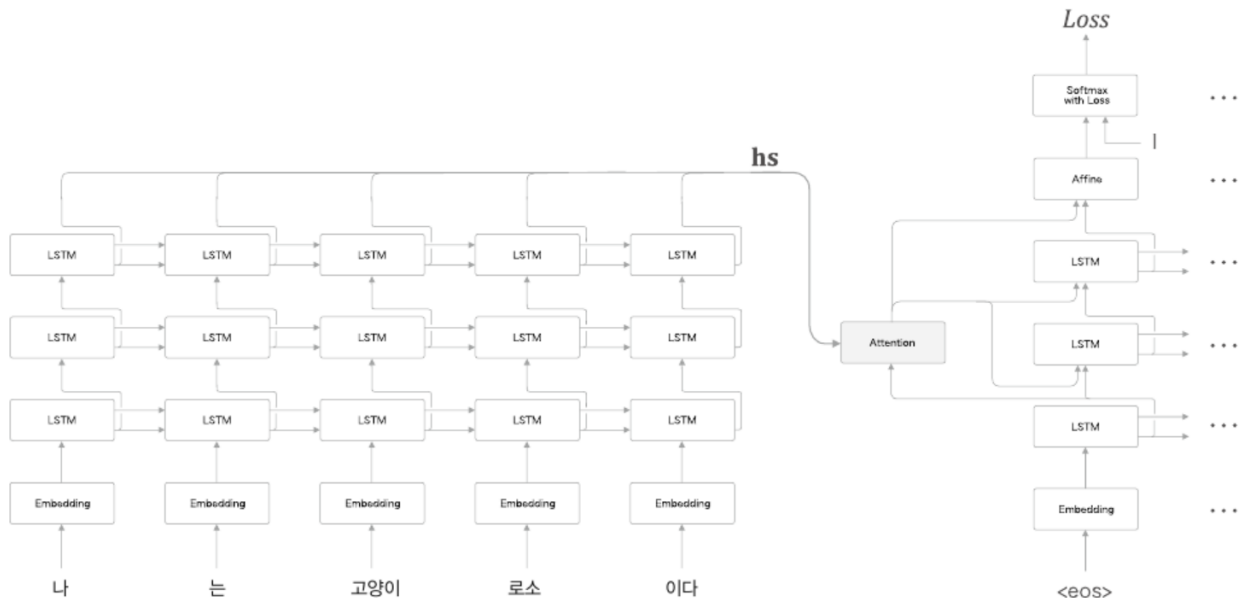 Loss
Softmax
with Loss
...
I
hs
Affine
...
LSTM LSTM LSTM LSTM LSTM LSTM ...
LSTM LSTM LSTM LSTM LSTM Attention LSTM ...
LSTM LSTM LSTM LSTM LSTM LSTM ...
Embedding Embedding Embedding Embedding Embedding Embedding ...
나 는 고양이 로소 이다 <eos>